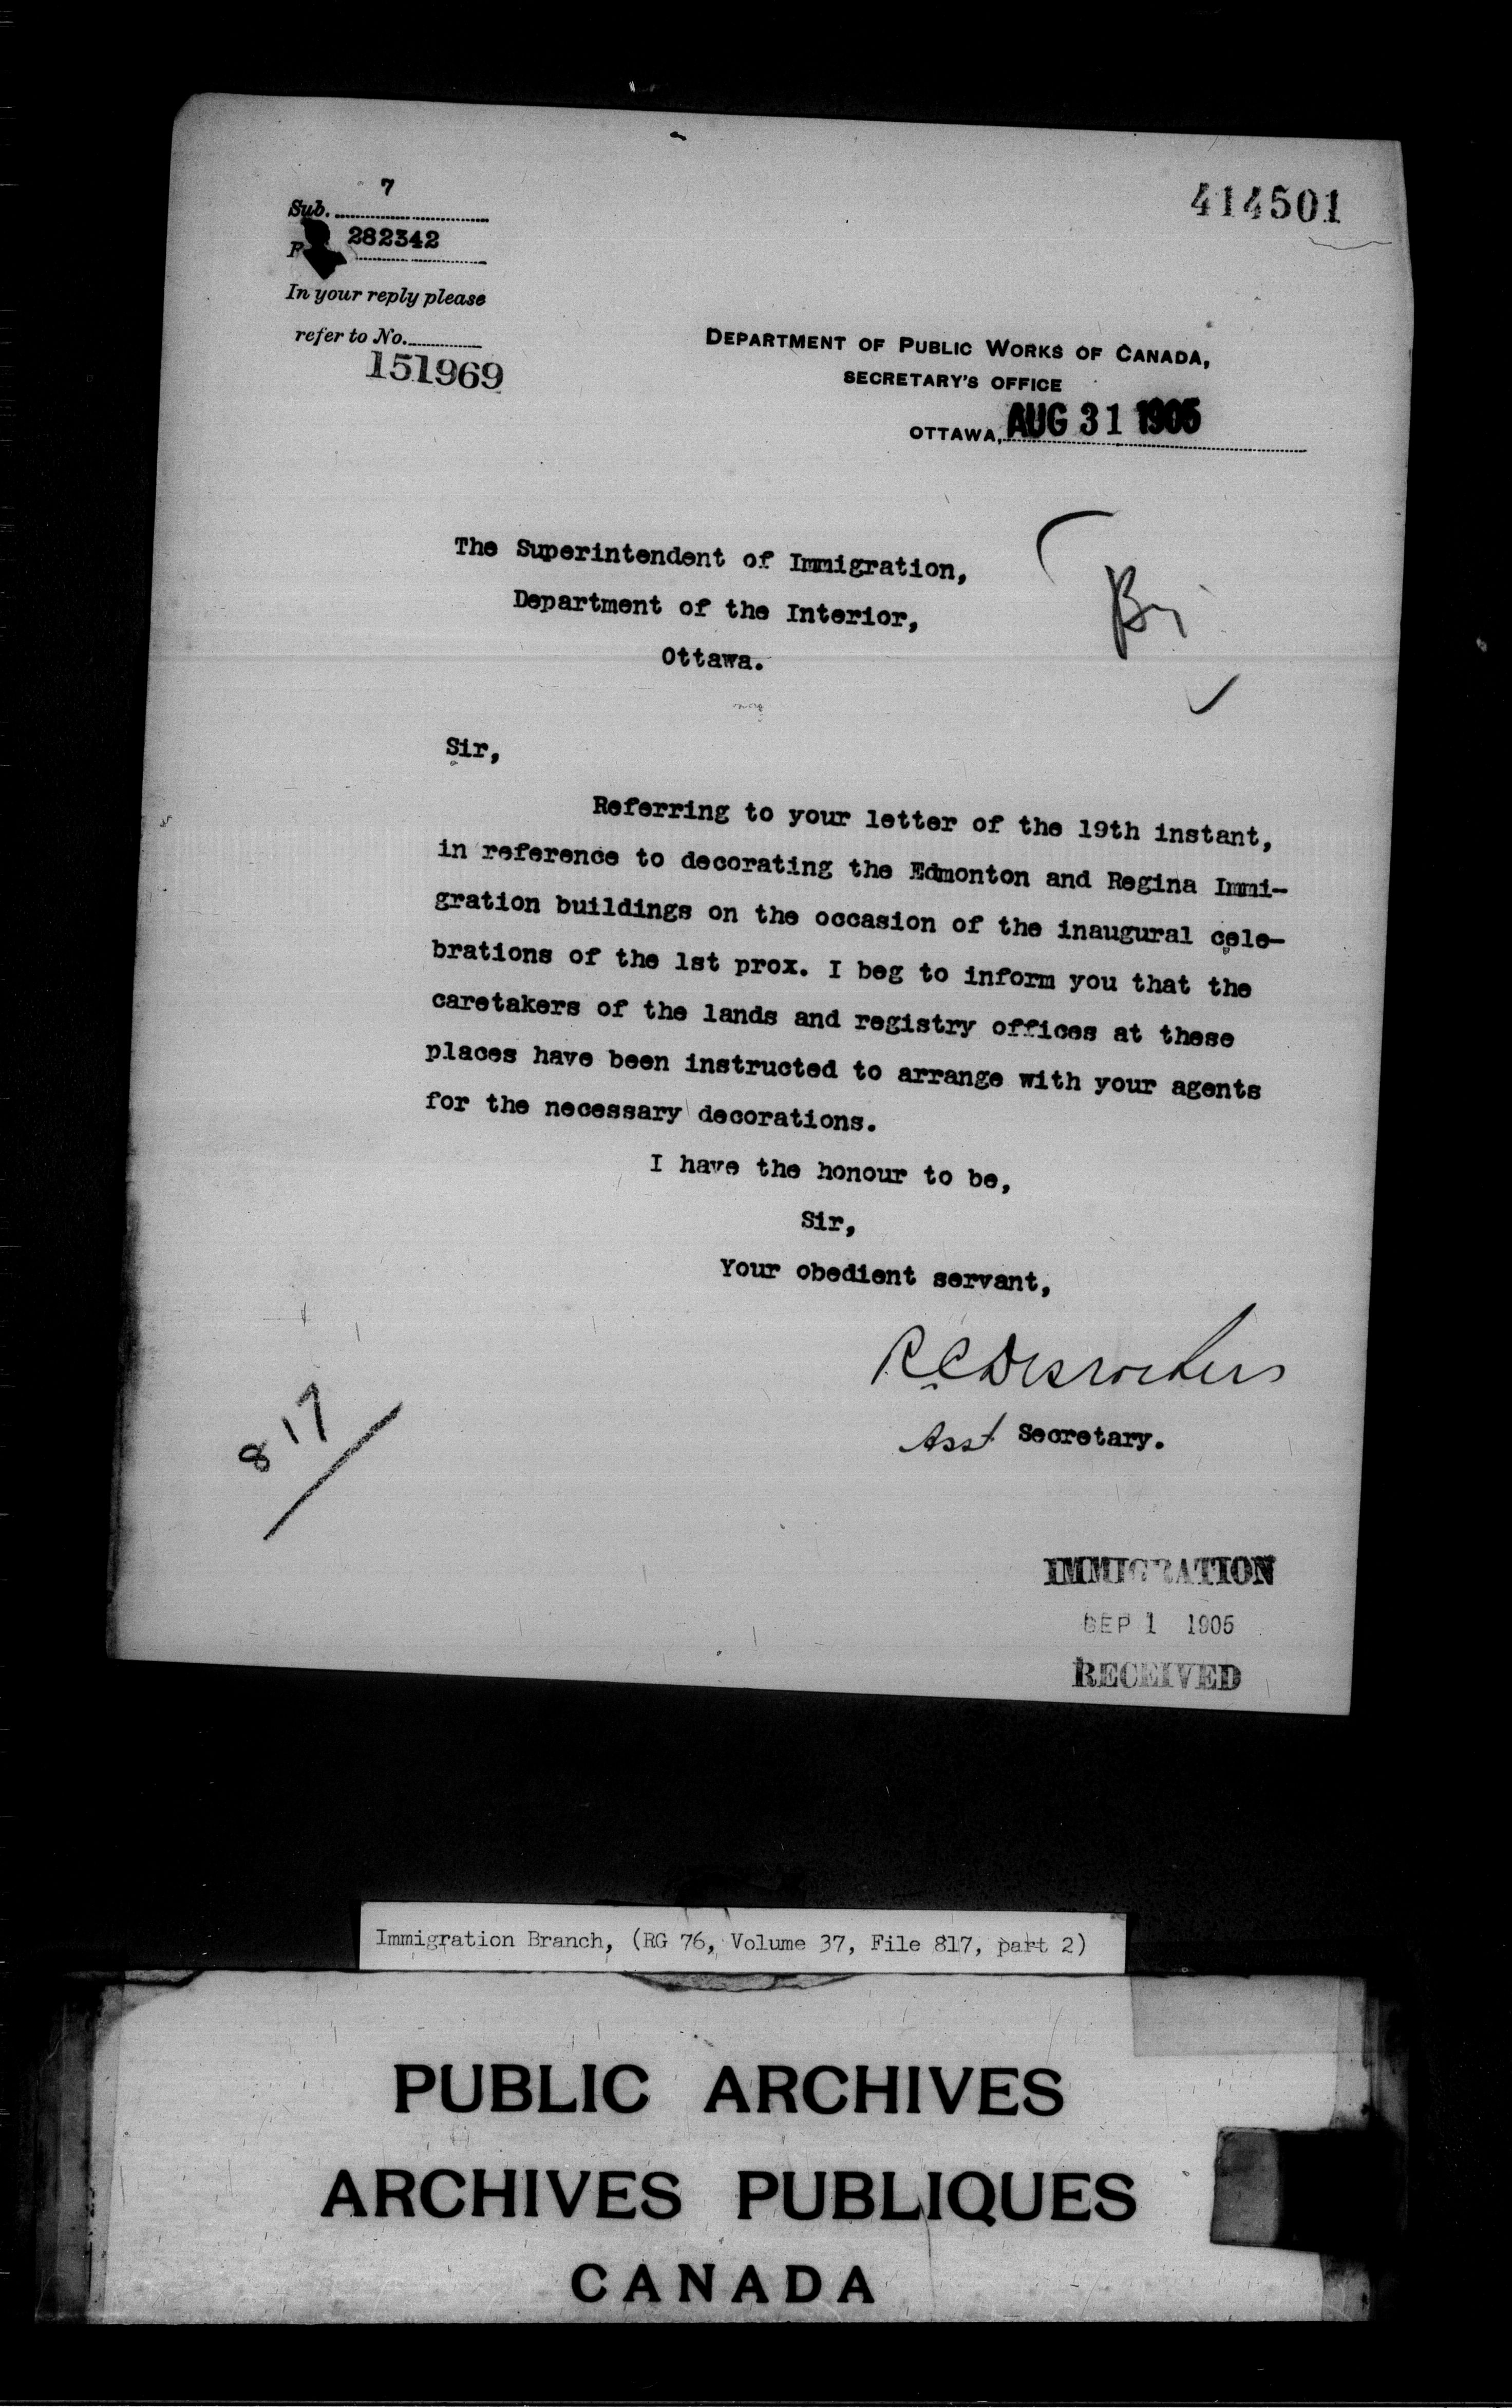 7
Sub.
282342
In your reply please
refer to No.
151969
414501
DEPARTMENT OF PUBLIC WORKS OF CANADA,
SECRETARY'S OFFICE
OTTAWA, AUG 31 1905
The Superintendent of Immigration,
Department of the Interior,
Ottawa.
Sir,
Referring to your letter of the 19th instant,
in reference to decorating the Edmonton and Regina Immi-
gration buildings on the occasion of the inaugural cele-
brations of the 1st prox. I beg to inform you that the
caretakers of the lands and registry offices at these
places have been instructed to arrange with your agents
for the necessary decorations.
I have the honour to be,
Sir,
Your obedient servant,
R C Desrochers
Asst Secretary.
817
IMMIGRATION
SEP 1 1905
RECEIVED
Immigration Branch, (RG 76, Volume 37, File 817, part 2)
PUBLIC ARCHIVES
ARCHIVES PUBLIQUES
CANADA